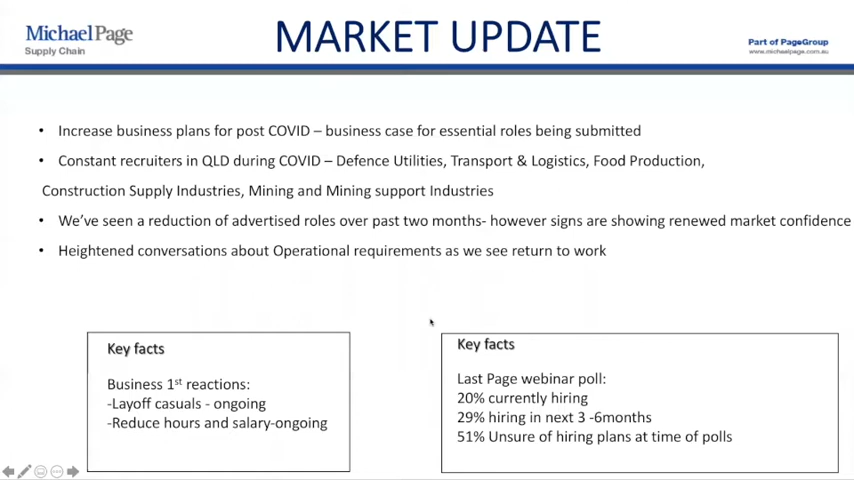 MichaelPage
Supply Chain
MARKET UPDATE
Part of PageGroup
www.michaelpage.com.au
• Increase business plans for post COVID – business case for essential roles being submitted
• Constant recruiters in QLD during COVID – Defence Utilities, Transport & Logistics, Food Production,
Construction Supply Industries, Mining and Mining support Industries
• We've seen a reduction of advertised roles over past two months- however signs are showing renewed market confidence
• Heightened conversations about Operational requirements as we see return to work
Key facts
Business 1st reactions:
-Layoff casuals - ongoing
-Reduce hours and salary-ongoing
Key facts
Last Page webinar poll:
20% currently hiring
29% hiring in next 3 -6months
51% Unsure of hiring plans at time of polls